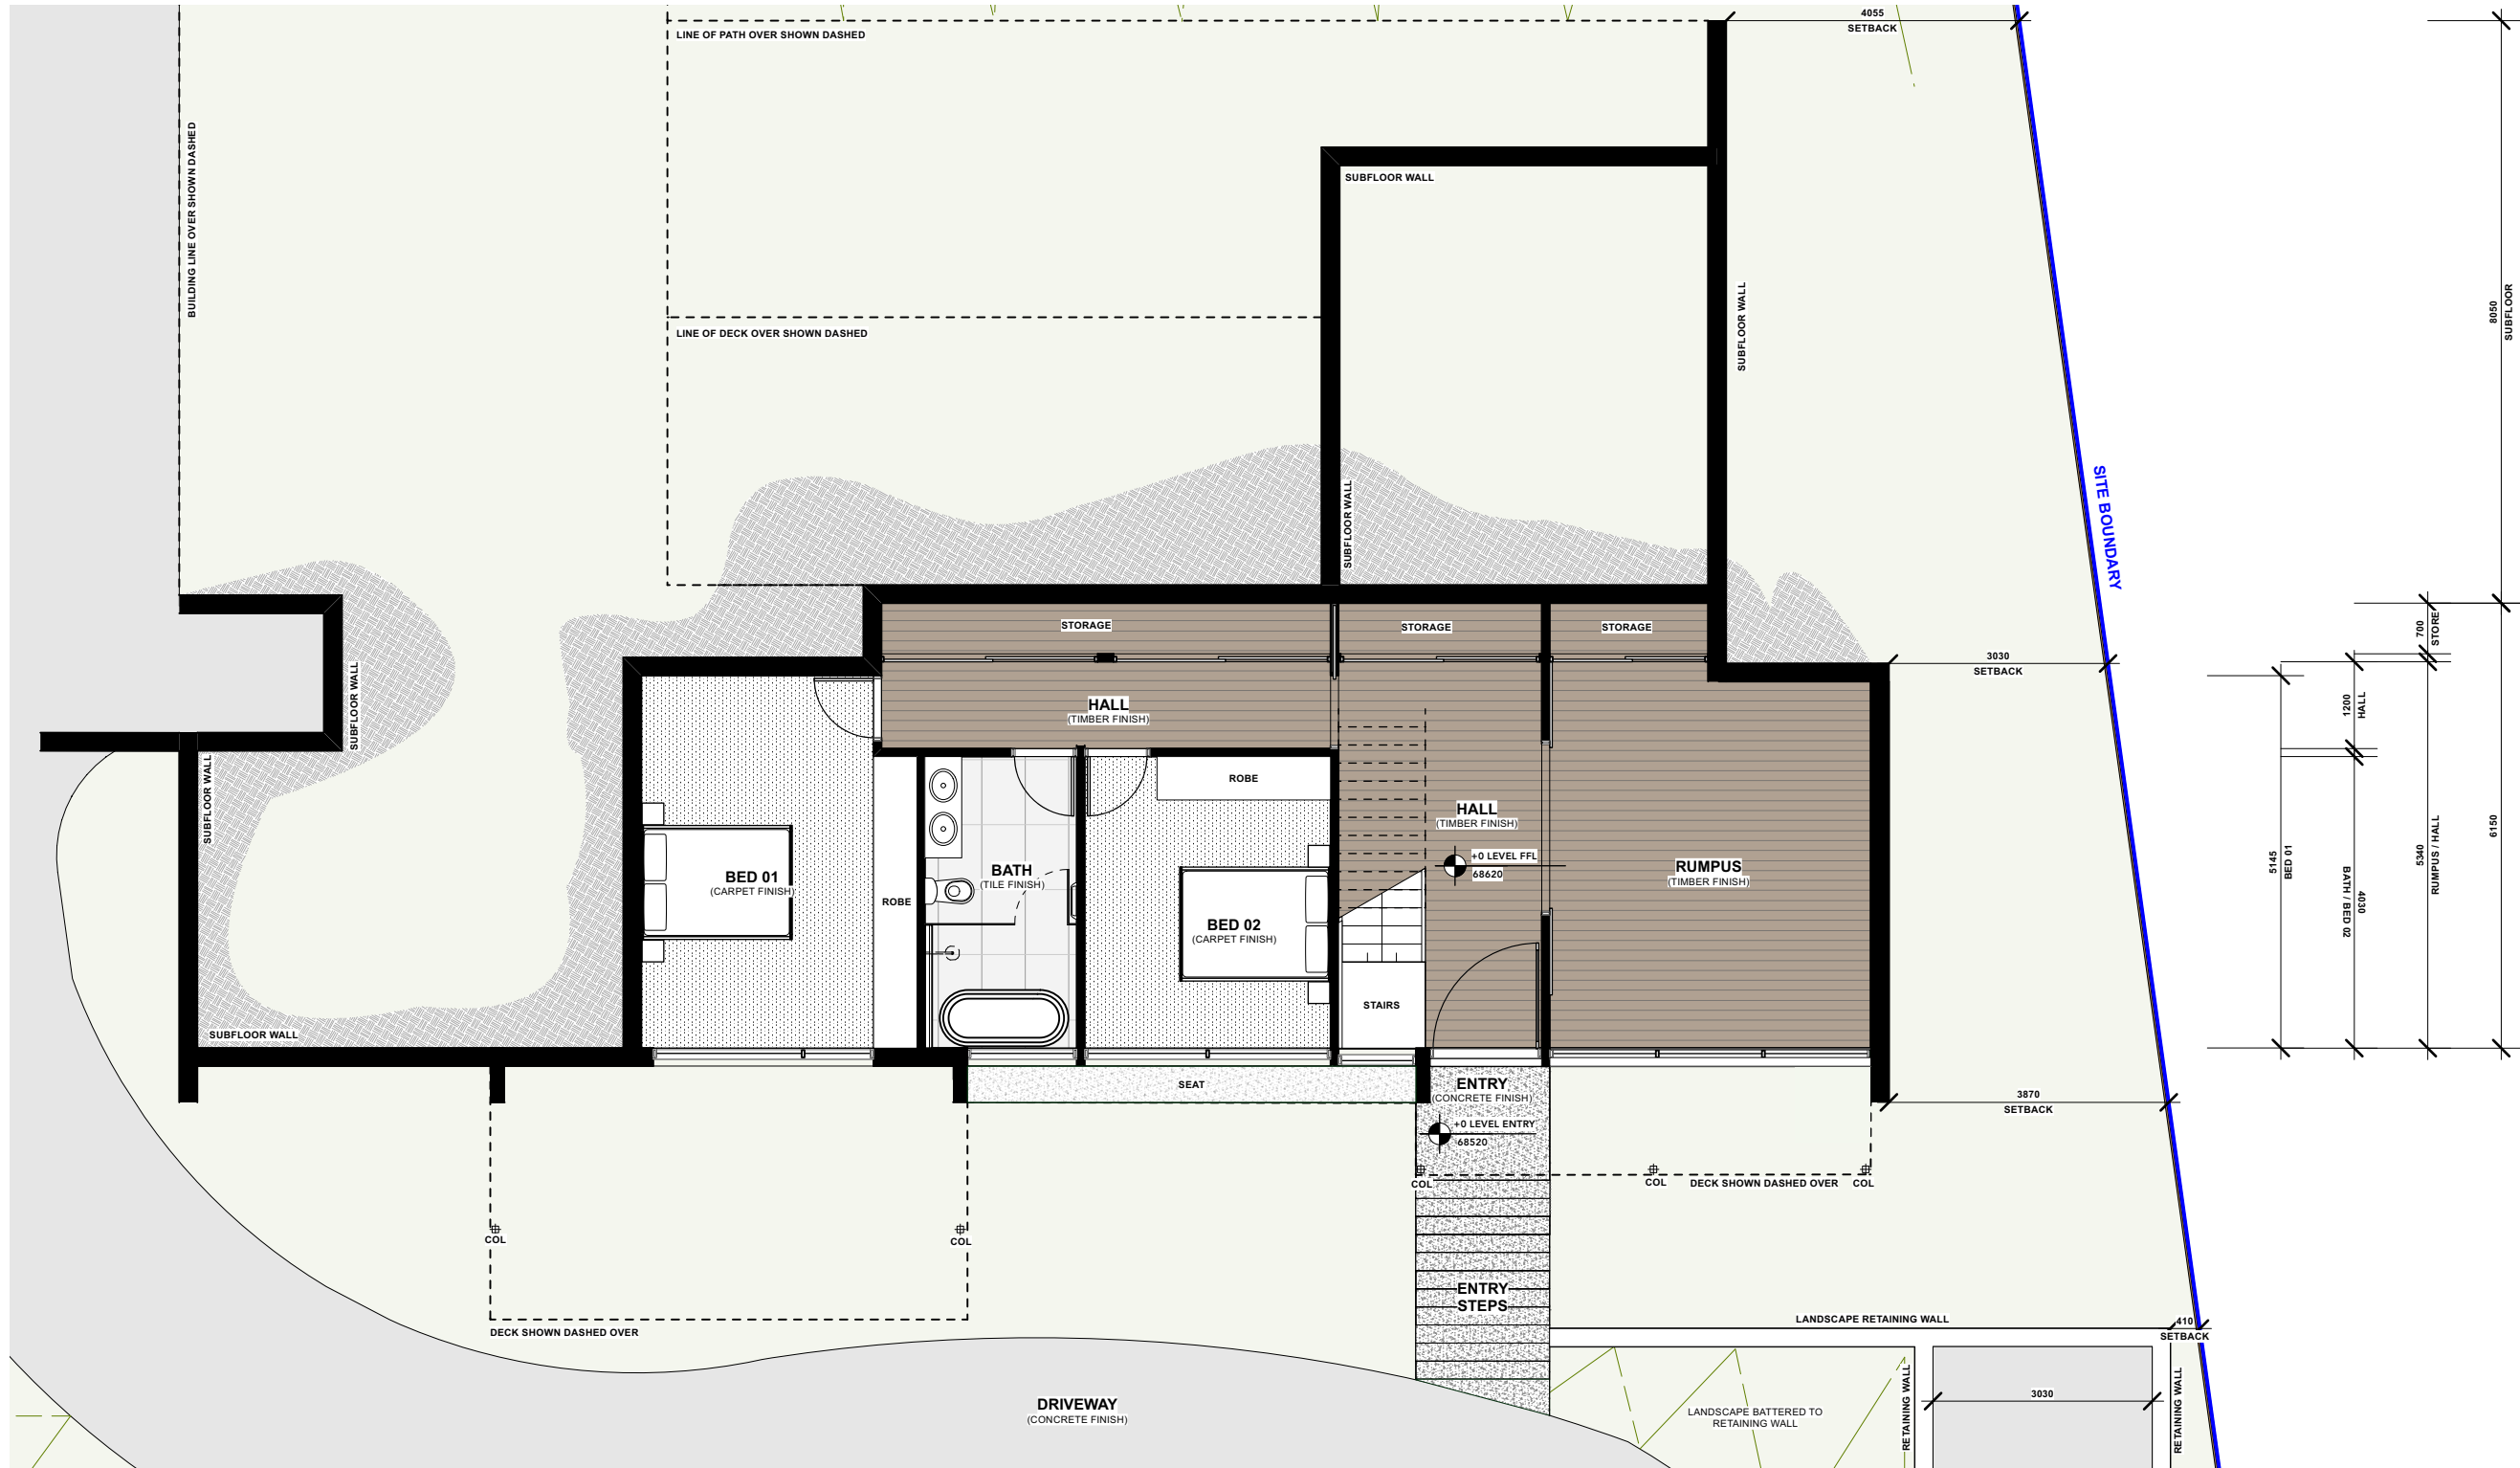 4055
SETBACK
LINE OF PATH OVER SHOWN DASHED
BUILDING LINE OVER SHOWN DASHED
SUBFLOOR WALL
SUBFLOOR WALL
8050
SUBFLOOR
LINE OF DECK OVER SHOWN DASHED
SUBFLOOR WALL
SITE BOUNDARY
STORAGE
STORAGE
STORAGE
700
STORE
3030
SETBACK
SUBFLOOR WALL
HALL
(TIMBER FINISH)
1200
HALL
SUBFLOOR WALL
ROBE
HALL
(TIMBER FINISH)
+0 LEVEL FFL
68620
RUMPUS
(TIMBER FINISH)
BED 01
(CARPET FINISH)
ROBE
BATH
(TILE FINISH)
BED 02
(CARPET FINISH)
5145
BED 01
4030
BATH / BED 02
5340
RUMPUS / HALL
6150
STAIRS
SUBFLOOR WALL
SEAT
ENTRY
(CONCRETE FINISH)
3870
SETBACK
+0 LEVEL ENTRY
68520
COL
COL
DECK SHOWN DASHED OVER
COL
COL
COL
ENTRY
STEPS
DECK SHOWN DASHED OVER
LANDSCAPE RETAINING WALL
410
SETBACK
DRIVEWAY
(CONCRETE FINISH)
LANDSCAPE BATTERED TO
RETAINING WALL
RETAINING WALL
3030
RETAINING WALL